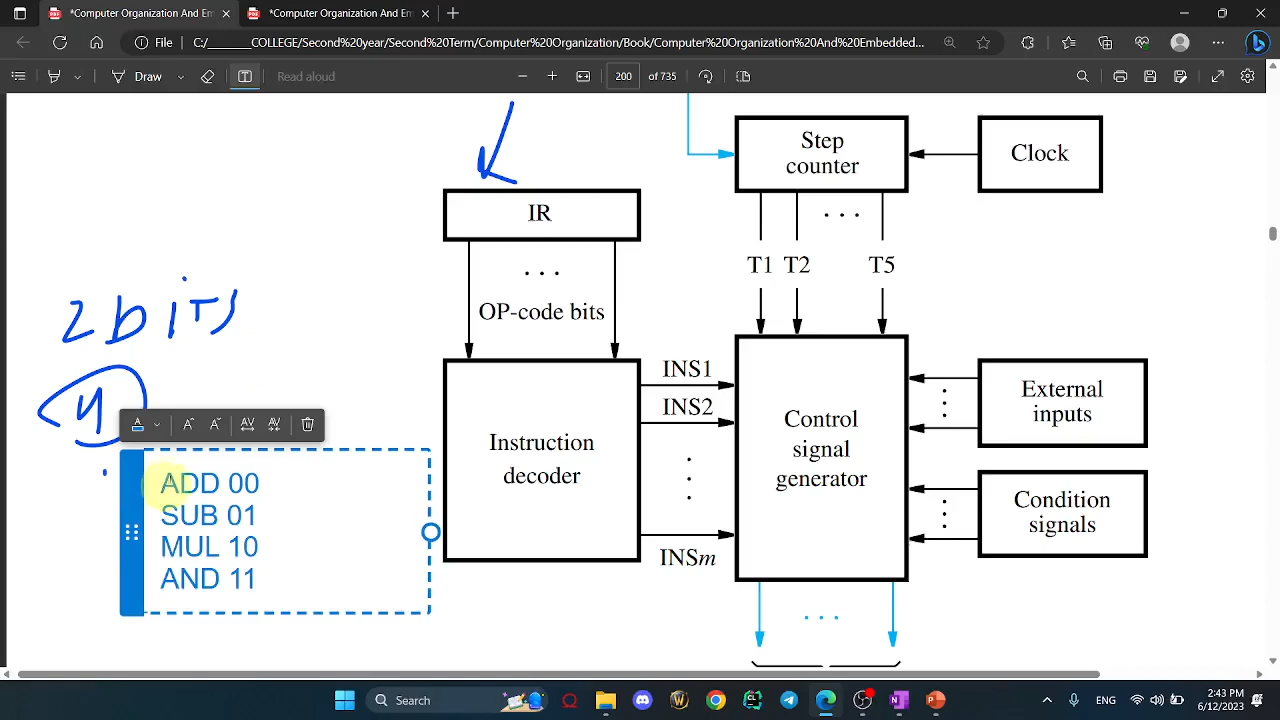 *Computer Organization And Em
*Computer Organization And Em
File
C:/______COLLEGE/Second%20year/Second%20Term/Computer%20Organization/Book/Computer%20Organization%20And%20Embedded...
Draw
Read aloud
200 of 735
Step
counter
Clock
IR
...
...
T1 T2 T5
OP-code bits
2 bits
4
INS1
INS2
Instruction
decoder
Control
signal
generator
External
inputs
Condition
signals
INSm
ADD 00
SUB 01
MUL 10
AND 11
...
Search
ENG
2:43 PM
6/12/2023